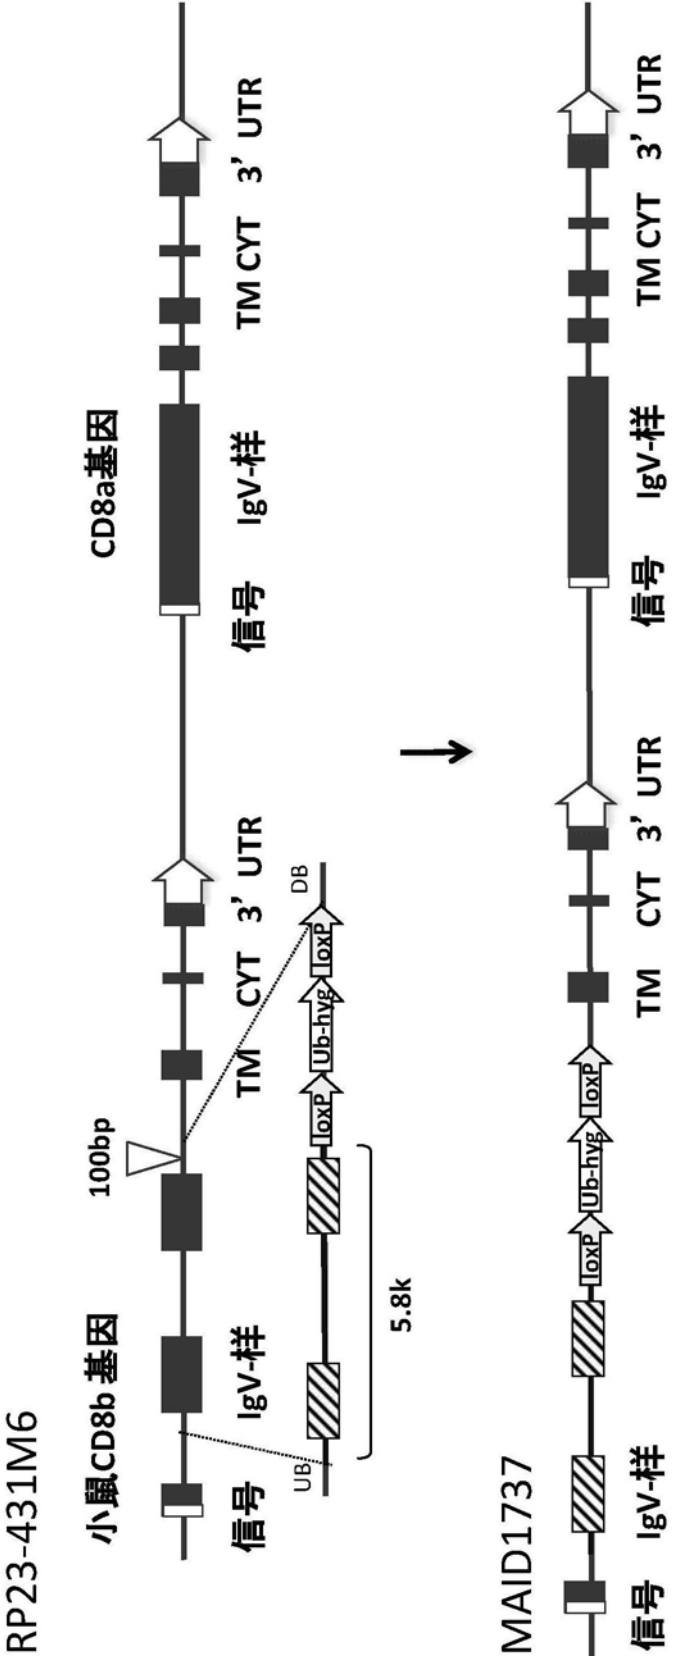 RP23-431M6
小鼠CD8b 基因
100bp
CD8a基因
信号 IgV-样 TM CYT 3’ UTR 信号 IgV-样 TM CYT 3’ UTR
UB loxP Ub-hyg loxP DB
5.8k
MAID1737
loxP Ub-hyg loxP
信号 IgV-样 TM CYT 3’ UTR 信号 IgV-样 TM CYT 3’ UTR